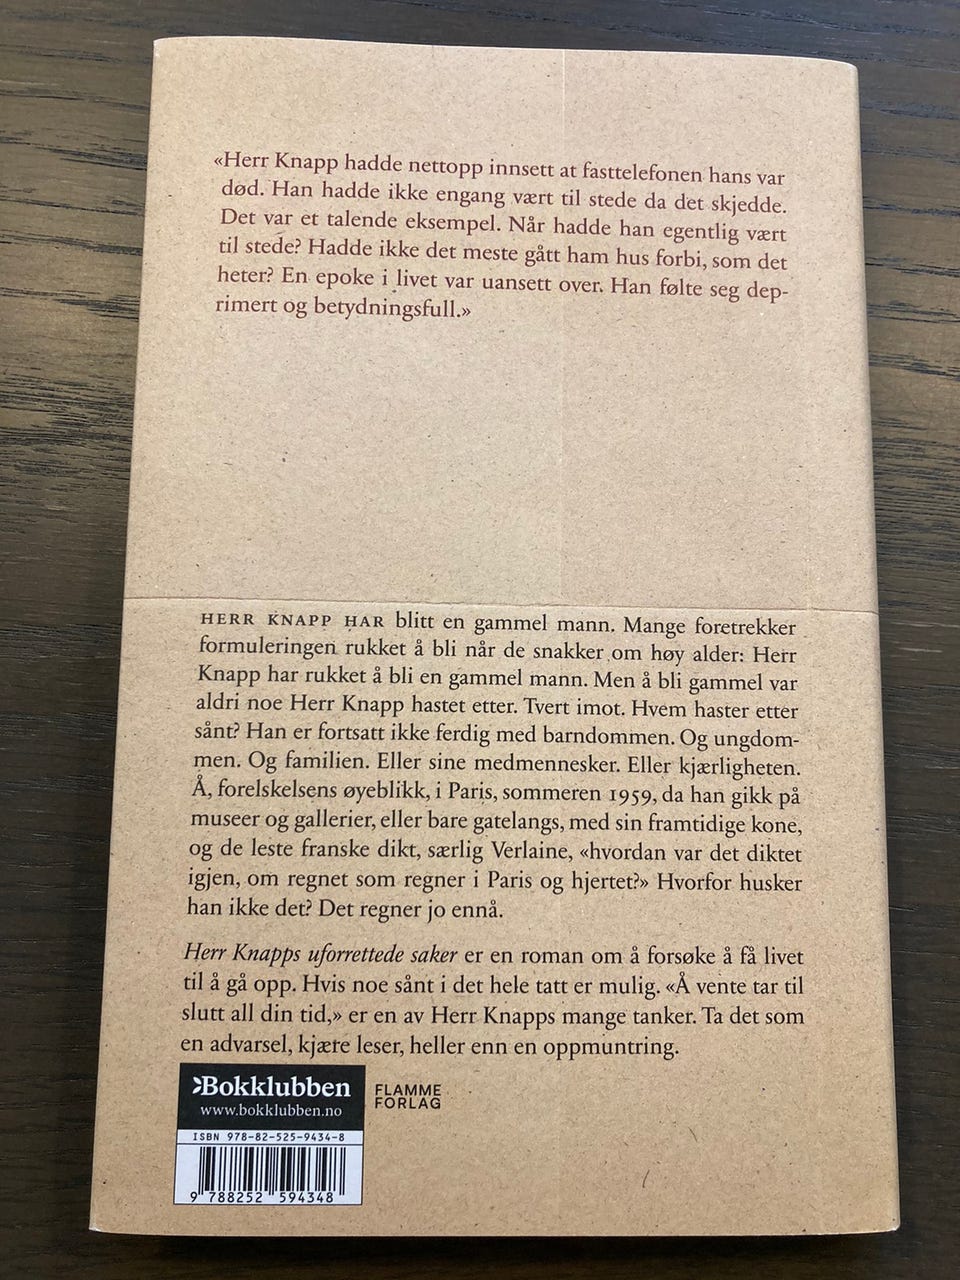 «Herr Knapp hadde nettopp innsett at fasttelefonen hans var
død. Han hadde ikke engang vært til stede da det skjedde.
Det var et talende eksempel. Når hadde han egentlig vært
til stede? Hadde ikke det meste gått ham hus forbi, som det
heter? En epoke i livet var uansett over. Han følte seg dep-
rimert og betydningsfull.»
HERR KNAPP HAR blitt en gammel mann. Mange foretrekker
formuleringen rukket å bli når de snakker om høy alder: Herr
Knapp har rukket å bli en gammel mann. Men å bli gammel var
aldri noe Herr Knapp hastet etter. Tvert imot. Hvem haster etter
sånt? Han er fortsatt ikke ferdig med barndommen. Og ungdom-
men. Og familien. Eller sine medmennesker. Eller kjærligheten.
Å, forelskelsens øyeblikk, i Paris, sommeren 1959, da han gikk på
museer og gallerier, eller bare gatelangs, med sin framtidige kone,
og de leste franske dikt, særlig Verlaine, «hvordan var det diktet
igjen, om regnet som regner i Paris og hjertet?» Hvorfor husker
han ikke det? Det regner jo ennå.
Herr Knapps uforrettede saker er en roman om å forsøke å få livet
til å gå opp. Hvis noe sånt i det hele tatt er mulig. «Å vente tar til
slutt all din tid,» er en av Herr Knapps mange tanker. Ta det som
en advarsel, kjære leser, heller enn en oppmuntring.
Bokklubben
www.bokklubben.no
FLAMME
FORLAG
ISBN 978-82-525-9434-8
9 788252 594348